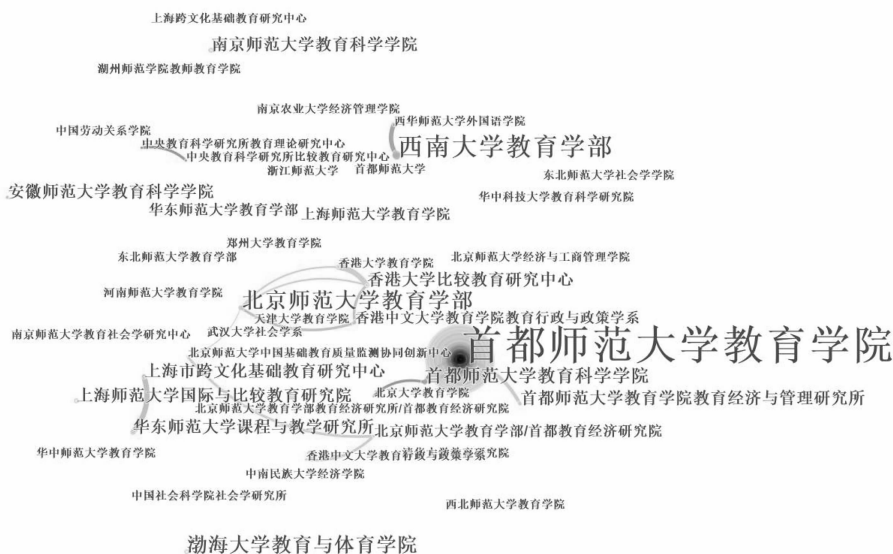 上海跨文化基础教育研究中心
南京师范大学教育科学学院
湖州师范学院教师教育学院
南京农业大学经济管理学院
西华师范大学外国语学院
中国劳动关系学院
中央教育科学研究所教育理论研究中心
西南大学教育学部
中央教育科学研究所比较教育研究中心
浙江师范大学
首都师范大学
东北师范大学社会学学院
安徽师范大学教育科学学院
华中科技大学教育科学研究院
华东师范大学教育学部
上海师范大学教育学院
郑州大学教育学院
东北师范大学教育学部
香港大学教育学院
北京师范大学经济与工商管理学院
香港大学比较教育研究中心
河南师范大学教育学院
北京师范大学教育学部
天津大学教育学院
香港中文大学教育学院教育行政与政策学系
南京师范大学教育社会学研究中心
武汉大学社会学系
首都师范大学教育学院
北京师范大学中国基础教育质量监测协同创新中心
上海市跨文化基础教育研究中心
首都师范大学教育科学学院
上海师范大学国际与比较教育研究院
北京大学教育学院
首都师范大学教育学院教育经济与管理研究所
北京师范大学教育学部教育经济研究所/首都教育经济研究院
华东师范大学课程与教学研究所
北京师范大学教育学部/首都教育经济研究院
华中师范大学教育学院
香港中文大学教育行政与政策学系
研究院
中南民族大学经济学院
中国社会科学院社会学研究所
西北师范大学教育学院
渤海大学教育与体育学院